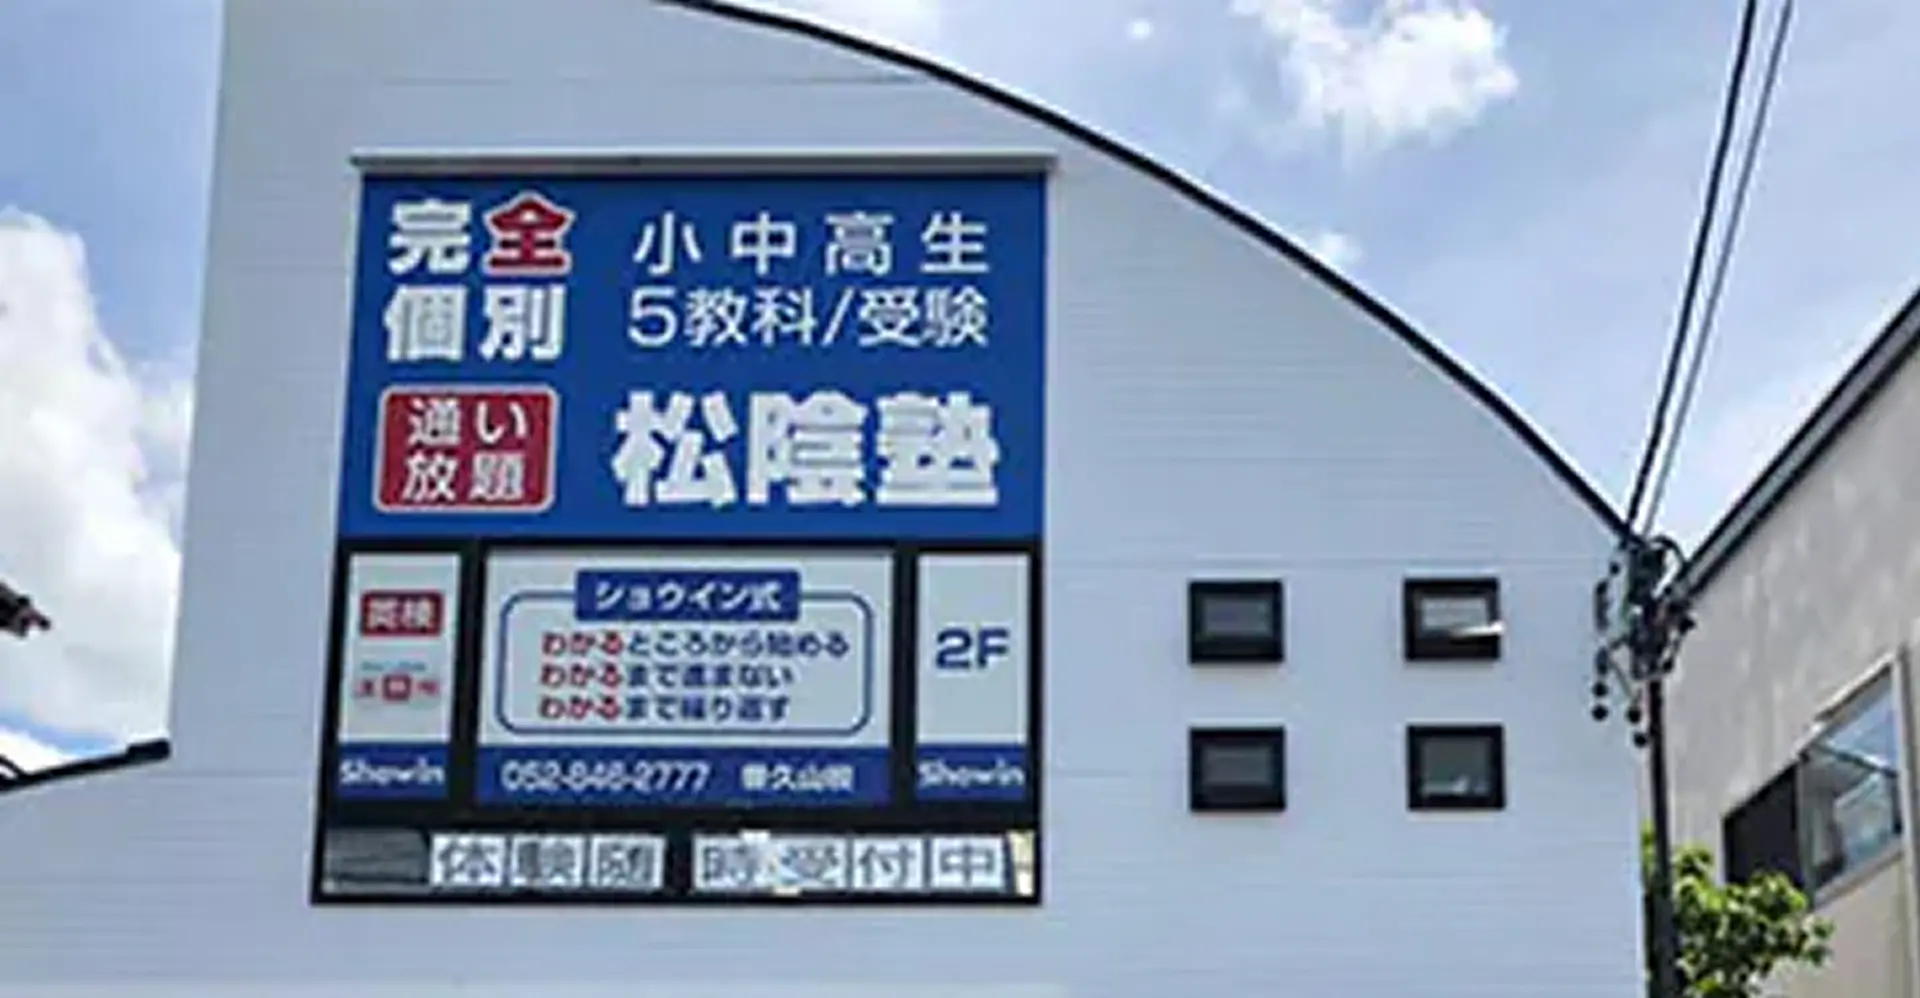 完全 小中高生
個別 5教科/受験
通い
放題
松陰塾
英検
ショウイン式
わかるところから始める
わかるまで進まない
わかるまで繰り返す
2F
Showin
052-846-2777
Showin
体験随時受付中